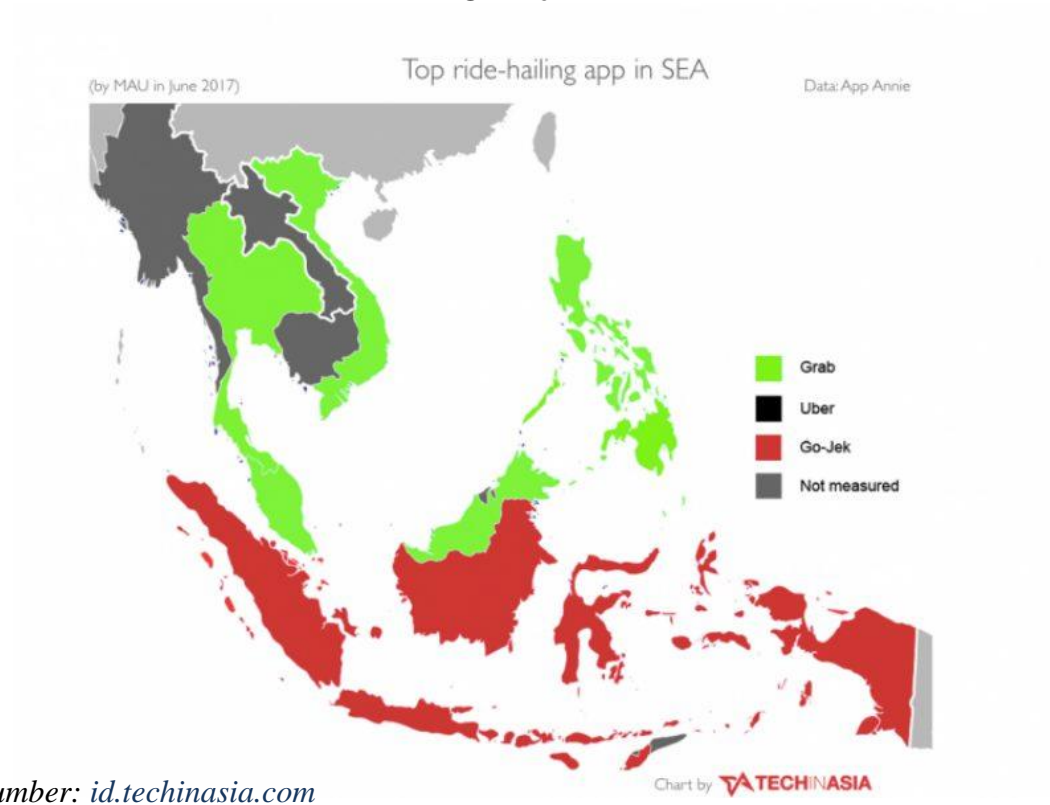 Top ride-hailing app in SEA
(by MAU in June 2017)
Data: App Annie
Grab
Uber
Go-Jek
Not measured
Chart by TECHINASIA
umber: id.techinasia.com